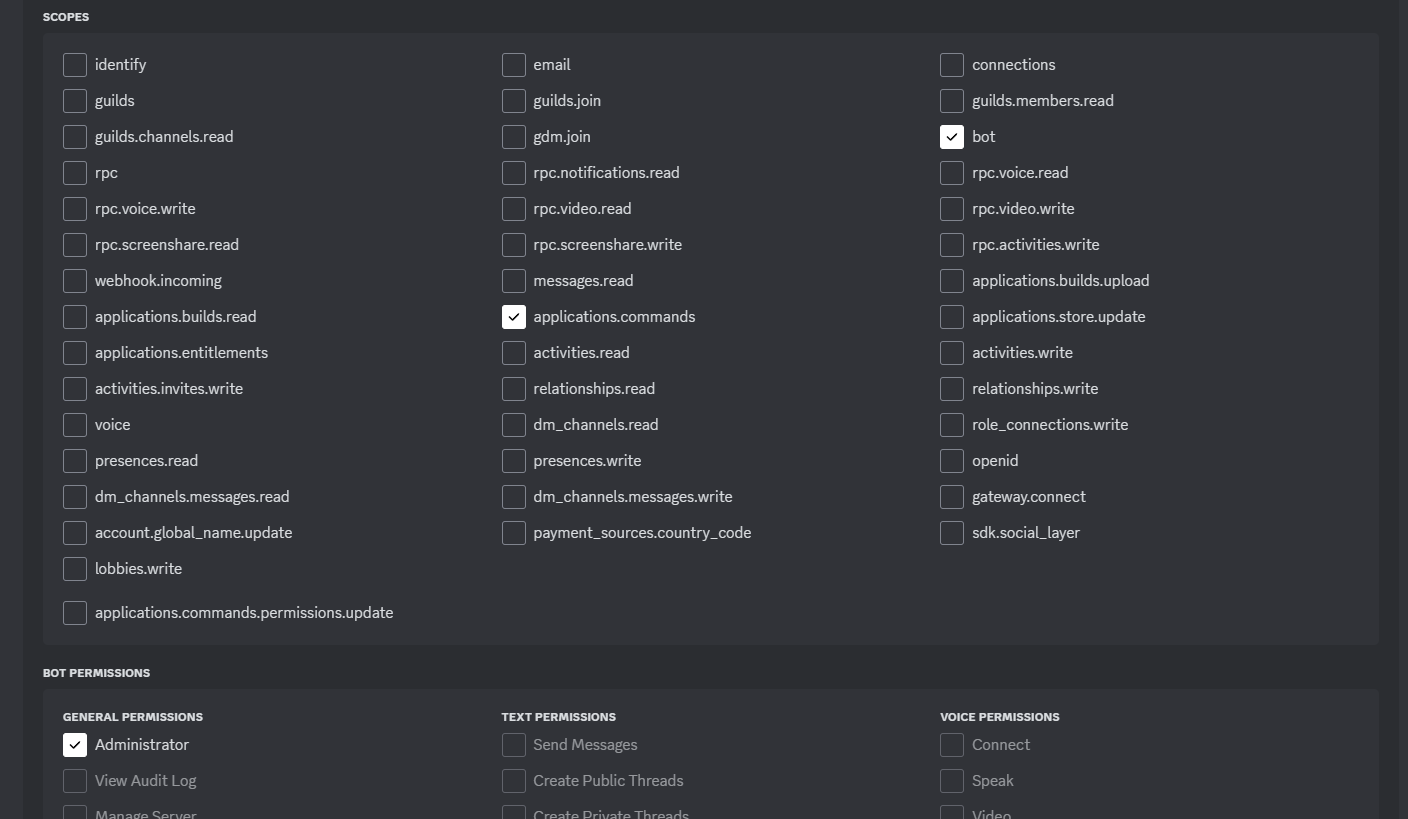 SCOPES
identify email connections
guilds guilds.join guilds.members.read
guilds.channels.read gdm.join bot
rpc rpc.notifications.read rpc.voice.read
rpc.voice.write rpc.video.read rpc.video.write
rpc.screenshare.read rpc.screenshare.write rpc.activities.write
webhook.incoming messages.read applications.builds.upload
applications.builds.read applications.commands applications.store.update
applications.entitlements activities.read activities.write
activities.invites.write relationships.read relationships.write
voice dm_channels.read role_connections.write
presences.read presences.write openid
dm_channels.messages.read dm_channels.messages.write gateway.connect
account.global_name.update payment_sources.country_code sdk.social_layer
lobbies.write
applications.commands.permissions.update
BOT PERMISSIONS
GENERAL PERMISSIONS TEXT PERMISSIONS VOICE PERMISSIONS
Administrator Send Messages Connect
View Audit Log Create Public Threads Speak
Manage Server Create Private Threads Video